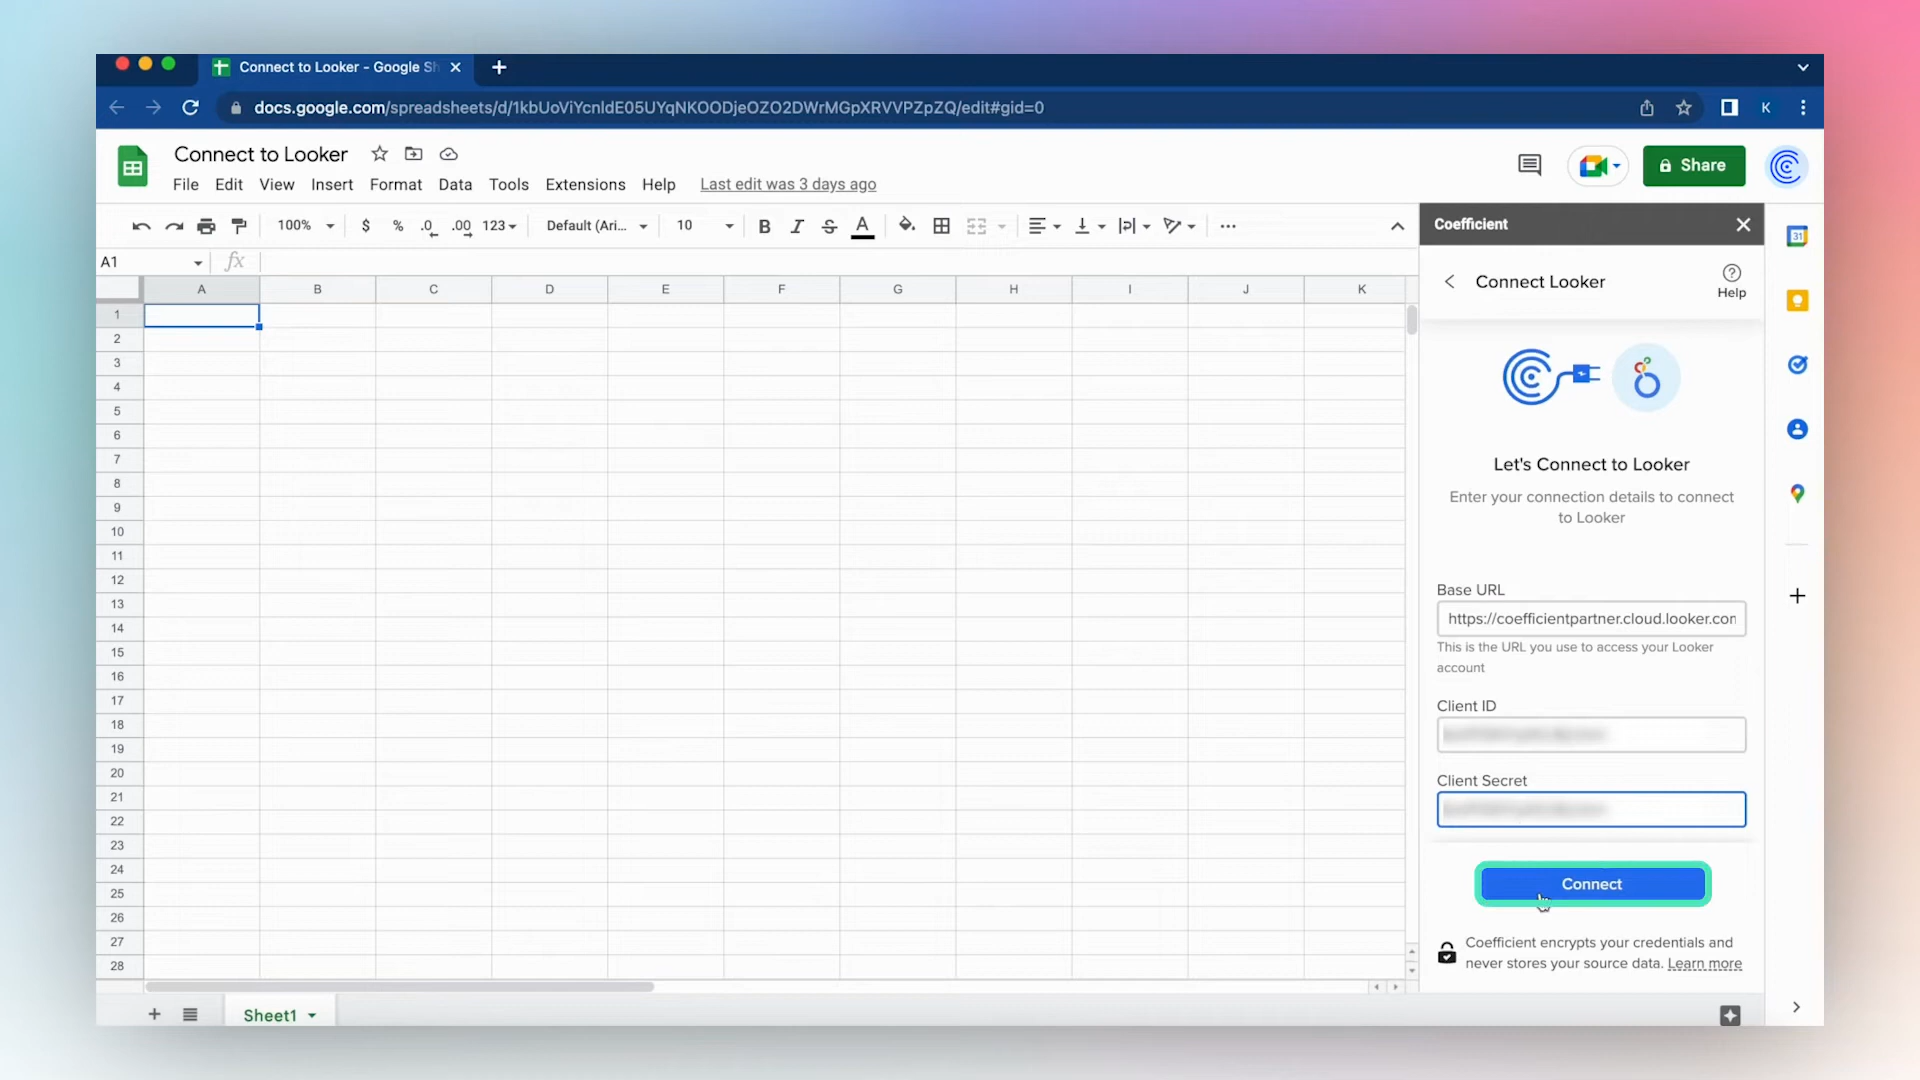 Connect to Looker - Google Sh
docs.google.com/spreadsheets/d/1kbUoViYcnldE05UYqNKOODjeOZO2DWrMGpXRVVPZpZQ/edit#gid=0
K
Connect to Looker
Share
File Edit View Insert Format Data Tools Extensions Help Last edit was 3 days ago
100% $ % .0 .00 123 Default (Ari... 10 B I S A
Coefficient
31
A1 fx
Connect Looker
Help
A B C D E F G H I J K
1
2
3
4
5
6
7
8
9
10
11
12
13
14
15
16
17
18
19
20
21
22
23
24
25
26
27
28
Let's Connect to Looker
Enter your connection details to connect
to Looker
Base URL
https://coefficientpartner.cloud.looker.con
This is the URL you use to access your Looker
account
Client ID
Client Secret
Connect
Coefficient encrypts your credentials and
never stores your source data. Learn more
Sheet1